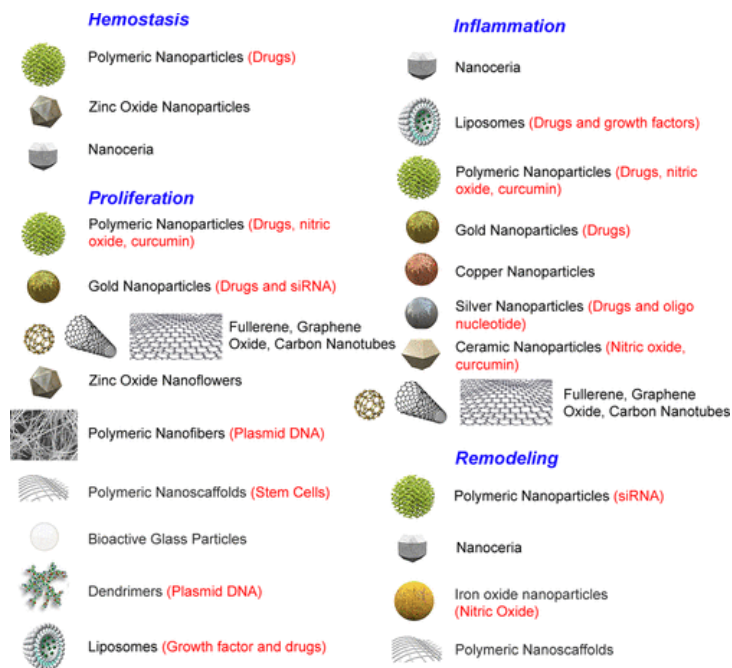 Hemostasis
Polymeric Nanoparticles (Drugs)
Zinc Oxide Nanoparticles
Nanoceria
Proliferation
Polymeric Nanoparticles (Drugs, nitric
oxide, curcumin)
Gold Nanoparticles (Drugs and siRNA)
Fullerene, Graphene
Oxide, Carbon Nanotubes
Zinc Oxide Nanoflowers
Polymeric Nanofibers (Plasmid DNA)
Polymeric Nanoscaffolds (Stem Cells)
Bioactive Glass Particles
Dendrimers (Plasmid DNA)
Liposomes (Growth factor and drugs)
Inflammation
Nanoceria
Liposomes (Drugs and growth factors)
Polymeric Nanoparticles (Drugs, nitric
oxide, curcumin)
Gold Nanoparticles (Drugs)
Copper Nanoparticles
Silver Nanoparticles (Drugs and oligo
nucleotide)
Ceramic Nanoparticles (Nitric oxide,
curcumin)
Fullerene, Graphene
Oxide, Carbon Nanotubes
Remodeling
Polymeric Nanoparticles (siRNA)
Nanoceria
Iron oxide nanoparticles
(Nitric Oxide)
Polymeric Nanoscaffolds